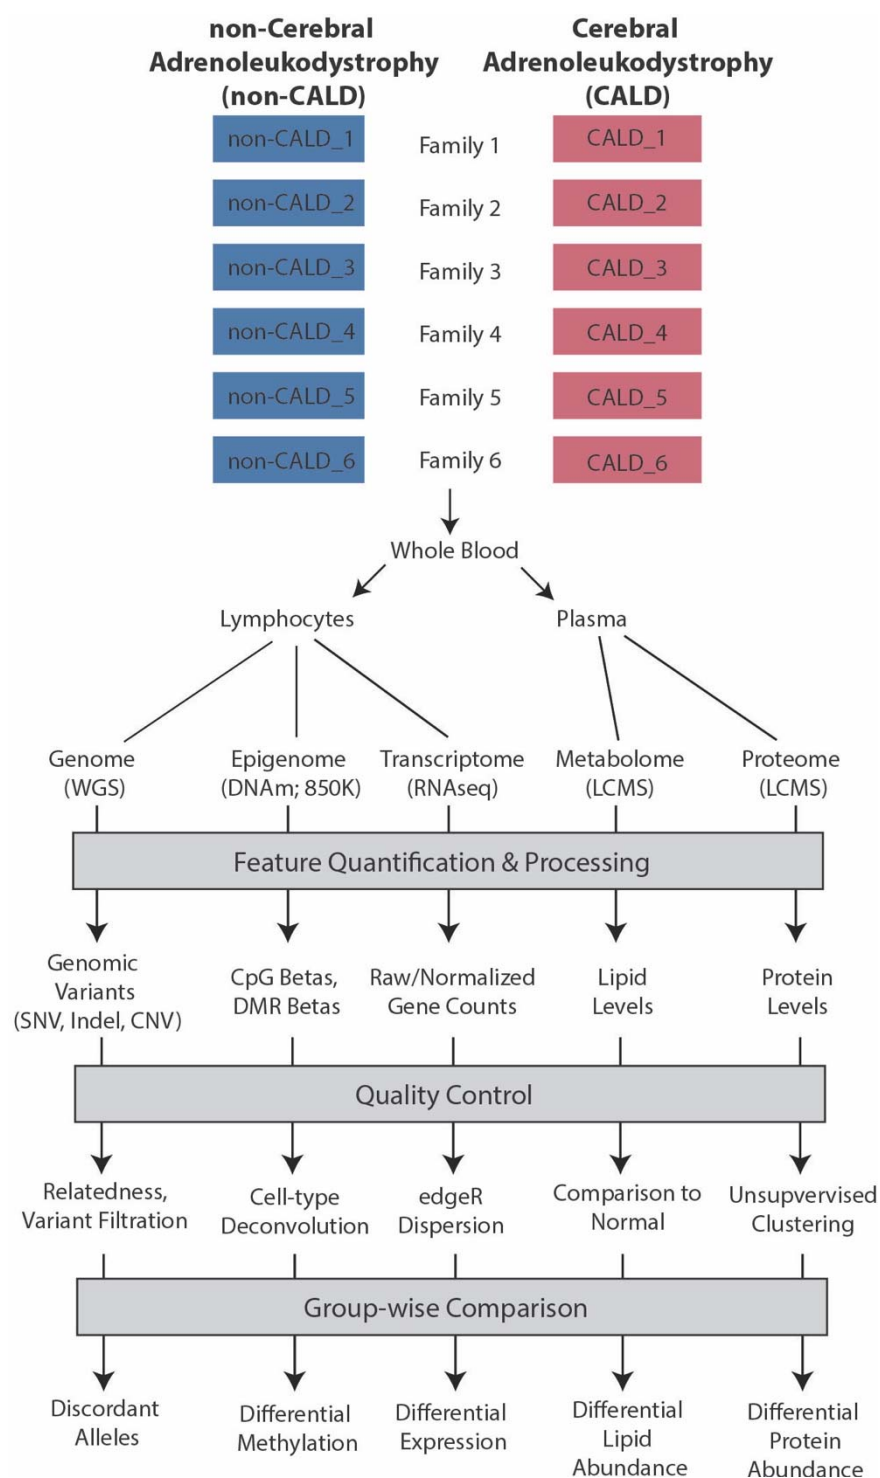 non-Cerebral
Adrenoleukodystrophy
(non-CALD)
Cerebral
Adrenoleukodystrophy
(CALD)
non-CALD_1 Family 1 CALD_1
non-CALD_2 Family 2 CALD_2
non-CALD_3 Family 3 CALD_3
non-CALD_4 Family 4 CALD_4
non-CALD_5 Family 5 CALD_5
non-CALD_6 Family 6 CALD_6
Whole Blood
Lymphocytes
Plasma
Genome
(WGS)
Epigenome
(DNAm; 850K)
Transcriptome
(RNAseq)
Metabolome
(LCMS)
Proteome
(LCMS)
Feature Quantification & Processing
Genomic
Variants
(SNV, Indel, CNV)
CpG Betas,
DMR Betas
Raw/Normalized
Gene Counts
Lipid
Levels
Protein
Levels
Quality Control
Relatedness,
Variant Filtration
Cell-type
Deconvolution
edgeR
Dispersion
Comparison to
Normal
Unsupvervised
Clustering
Group-wise Comparison
Discordant
Alleles
Differential
Methylation
Differential
Expression
Differential
Lipid
Abundance
Differential
Protein
Abundance